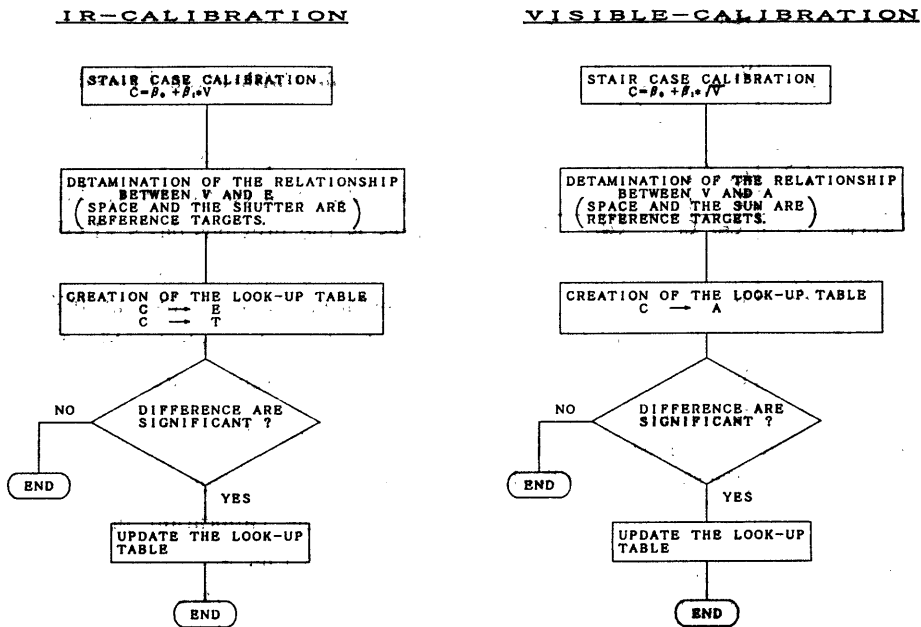 IR-CALIBRATION
STAIR CASE CALIBRATION
C=β₀+β₁*V
DETAMINATION OF THE RELATIONSHIP
BETWEEN V AND E
(SPACE AND THE SHUTTER ARE
REFERENCE TARGETS.)
CREATION OF THE LOOK-UP TABLE
C → E
C → T
DIFFERENCE ARE
SIGNIFICANT ?
NO
END
YES
UPDATE THE LOOK-UP
TABLE
END
VISIBLE-CALIBRATION
STAIR CASE CALIBRATION
C=β₀+β₁*√V
DETAMINATION OF THE RELATIONSHIP
BETWEEN V AND A
(SPACE AND THE SUN ARE
REFERENCE TARGETS.)
CREATION OF THE LOOK-UP TABLE
C → A
DIFFERENCE ARE
SIGNIFICANT ?
NO
END
YES
UPDATE THE LOOK-UP
TABLE
END